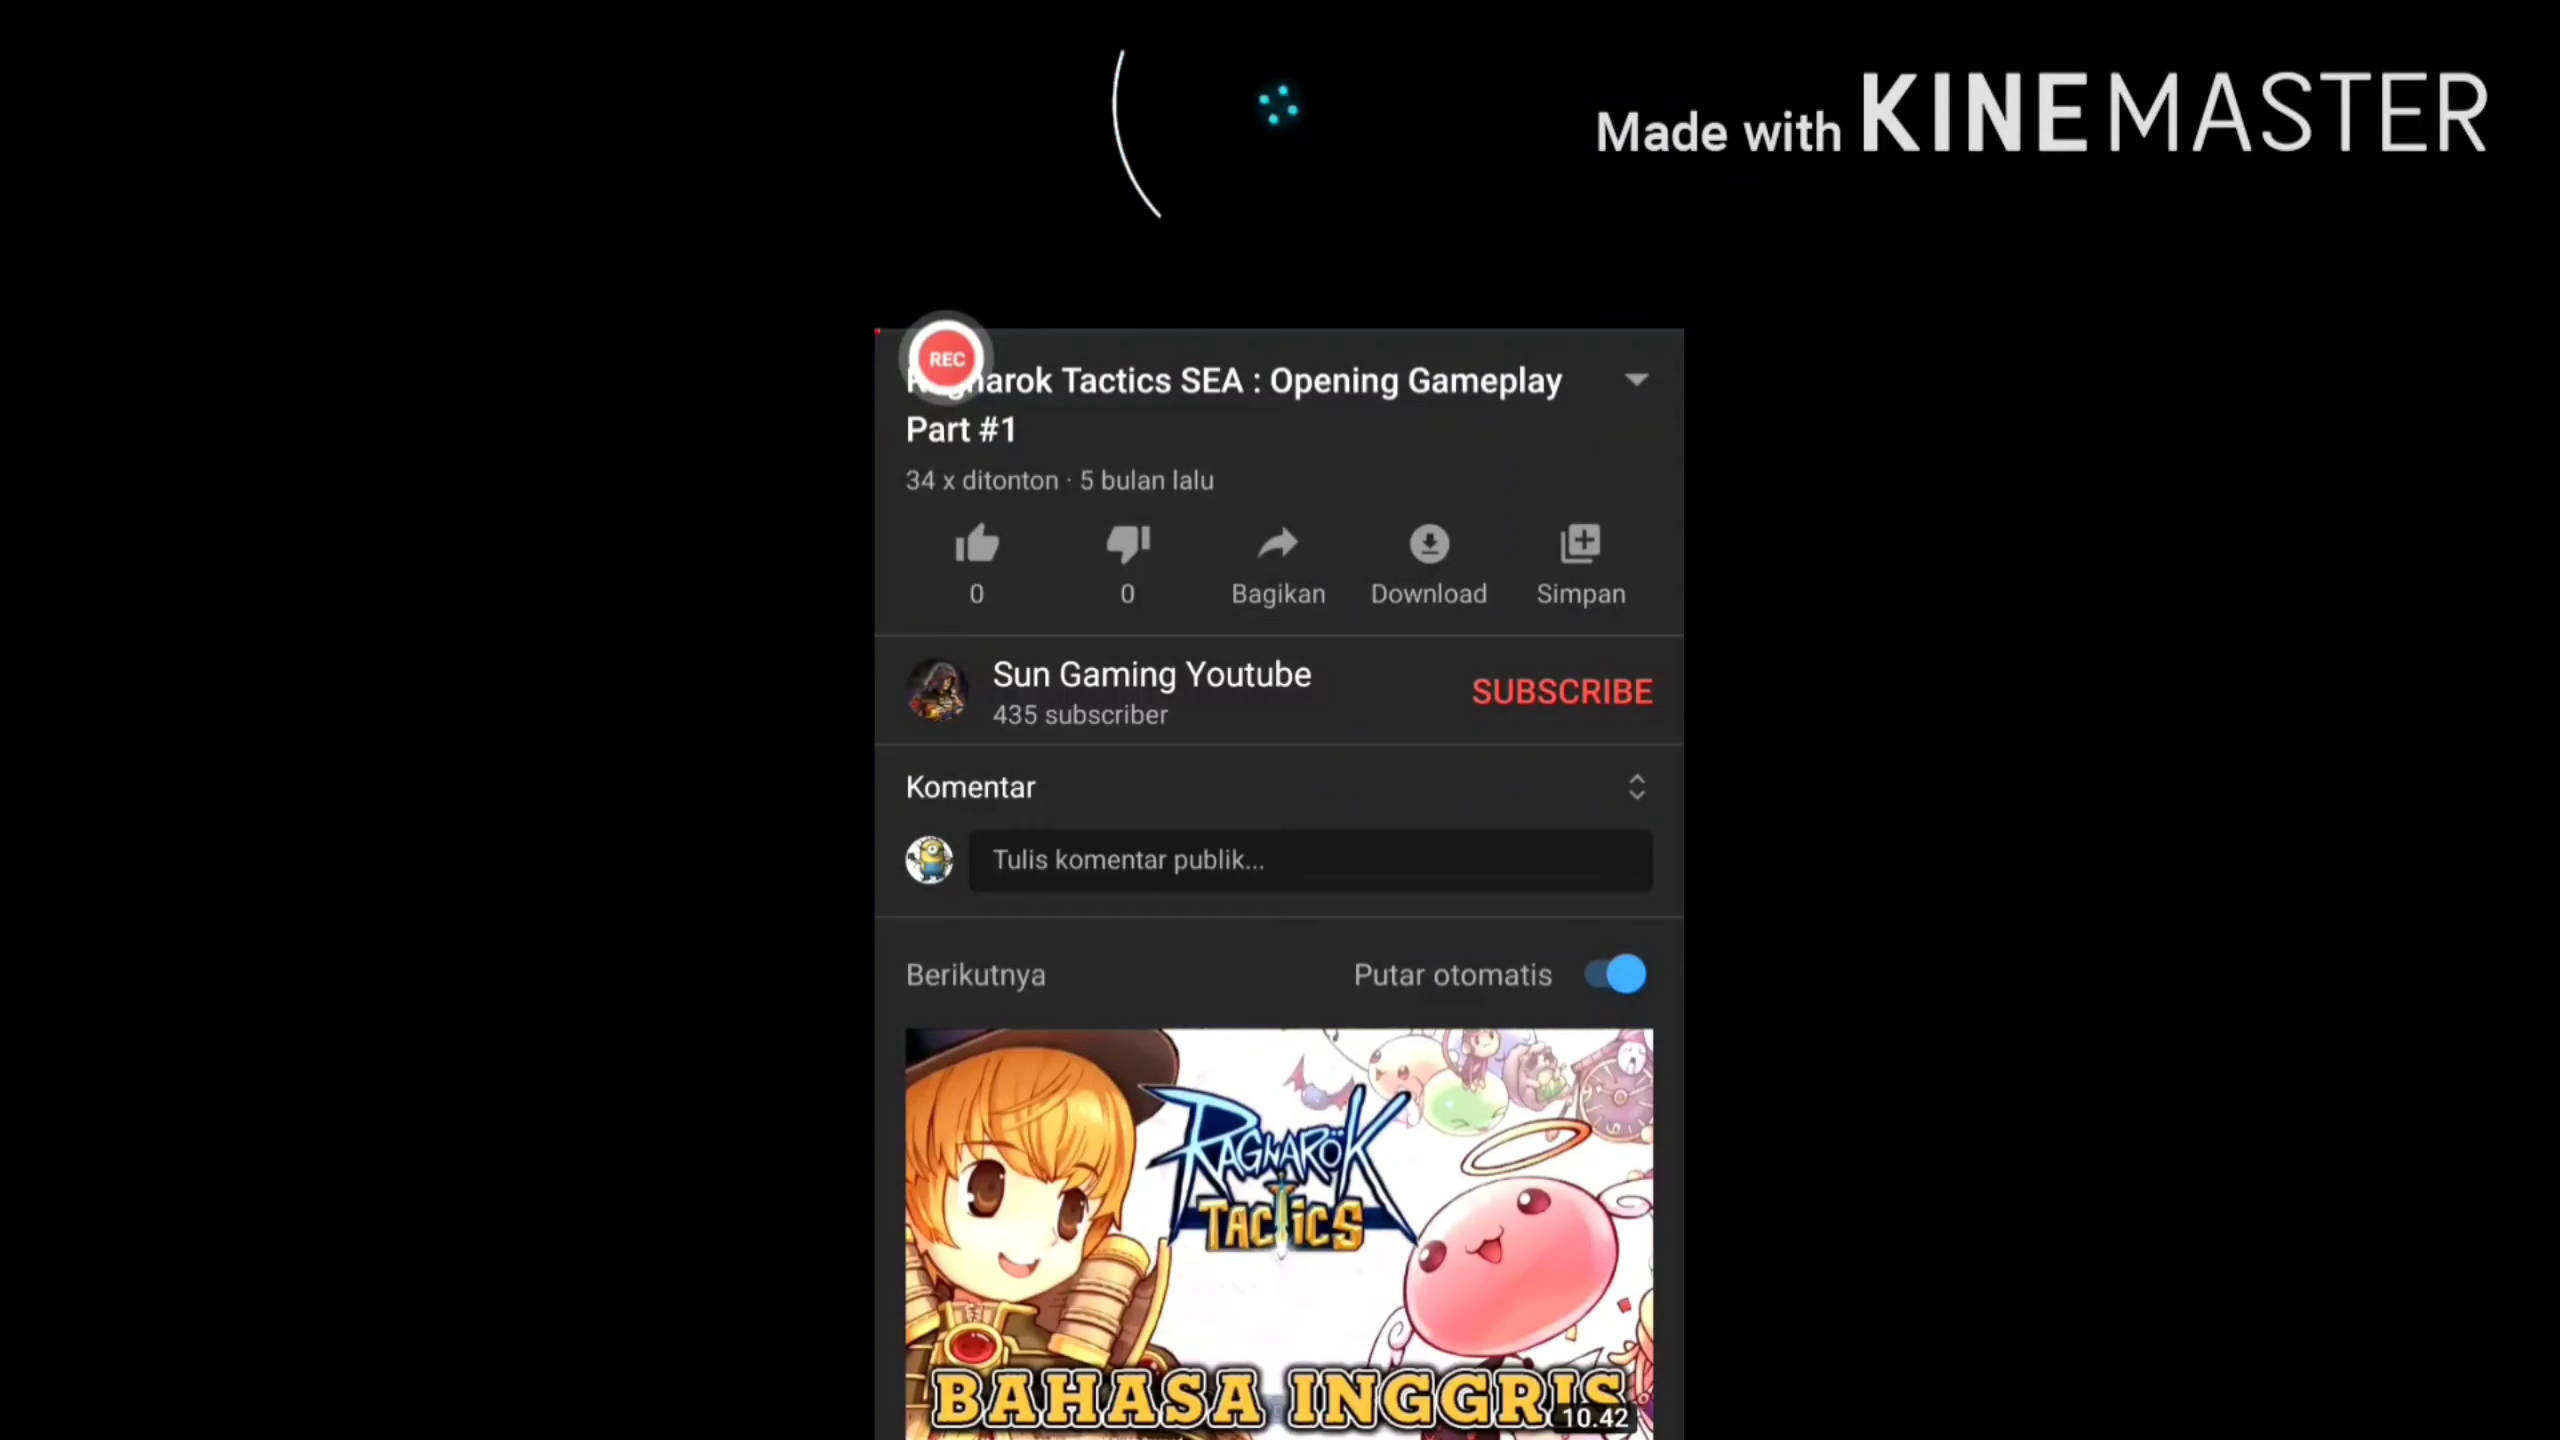 Made with KINEMASTER
REC
Ragnarok Tactics SEA : Opening Gameplay
Part #1
34 x ditonton · 5 bulan lalu
0
0
Bagikan
Download
Simpan
Sun Gaming Youtube
SUBSCRIBE
435 subscriber
Komentar
Tulis komentar publik...
Berikutnya
Putar otomatis
RAGNARÖK
TACTICS
BAHASA INGGRIS
10.42